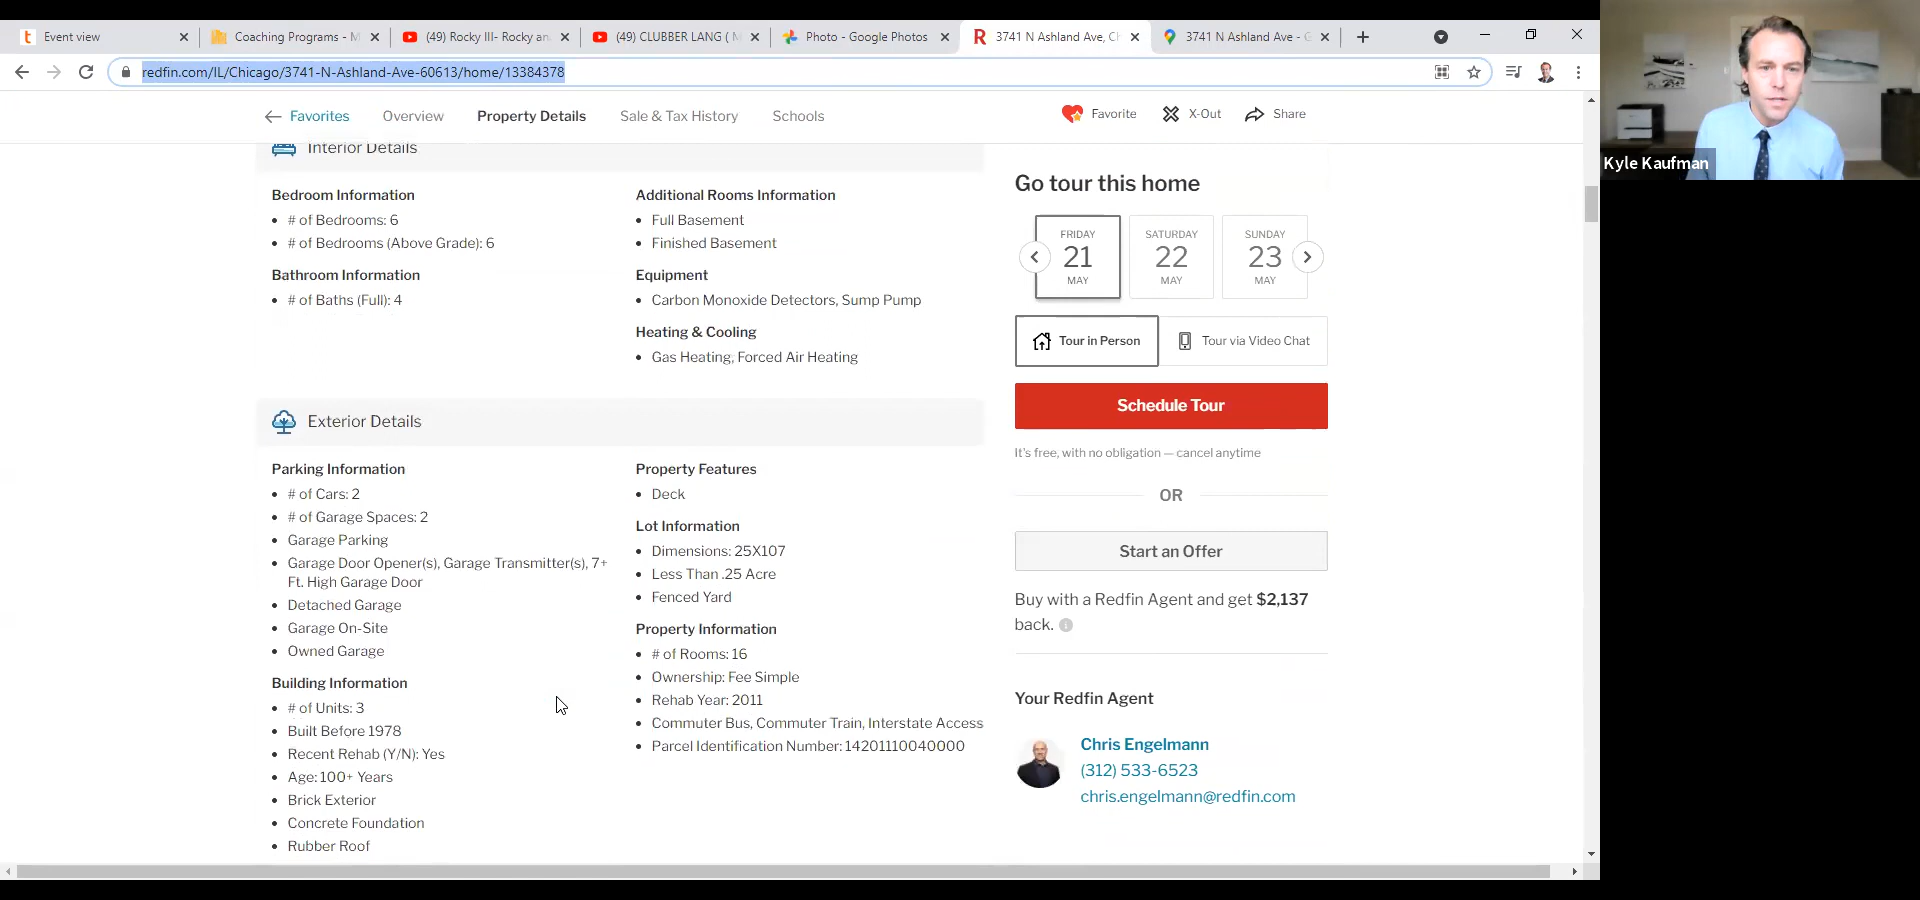 Event view
Coaching Programs - M
(49) Rocky III- Rocky an
(49) CLUBBER LANG ( M
Photo - Google Photos
3741 N Ashland Ave, Ch
3741 N Ashland Ave - G
redfin.com/IL/Chicago/3741-N-Ashland-Ave-60613/home/13384378
Favorites
Overview
Property Details
Sale & Tax History
Schools
Favorite
X-Out
Share
Interior Details
Bedroom Information
# of Bedrooms: 6
# of Bedrooms (Above Grade): 6
Bathroom Information
# of Baths (Full): 4
Additional Rooms Information
Full Basement
Finished Basement
Equipment
Carbon Monoxide Detectors, Sump Pump
Heating & Cooling
Gas Heating, Forced Air Heating
Exterior Details
Parking Information
# of Cars: 2
# of Garage Spaces: 2
Garage Parking
Garage Door Opener(s), Garage Transmitter(s), 7+
Ft. High Garage Door
Detached Garage
Garage On-Site
Owned Garage
Building Information
# of Units: 3
Built Before 1978
Recent Rehab (Y/N): Yes
Age: 100+ Years
Brick Exterior
Concrete Foundation
Rubber Roof
Property Features
Deck
Lot Information
Dimensions: 25X107
Less Than .25 Acre
Fenced Yard
Property Information
# of Rooms: 16
Ownership: Fee Simple
Rehab Year: 2011
Commuter Bus, Commuter Train, Interstate Access
Parcel Identification Number: 14201110040000
Go tour this home
FRIDAY
21
MAY
SATURDAY
22
MAY
SUNDAY
23
MAY
Tour in Person
Tour via Video Chat
Schedule Tour
It's free, with no obligation — cancel anytime
OR
Start an Offer
Buy with a Redfin Agent and get $2,137
back.
Your Redfin Agent
Chris Engelmann
(312) 533-6523
chris.engelmann@redfin.com
Kyle Kaufman